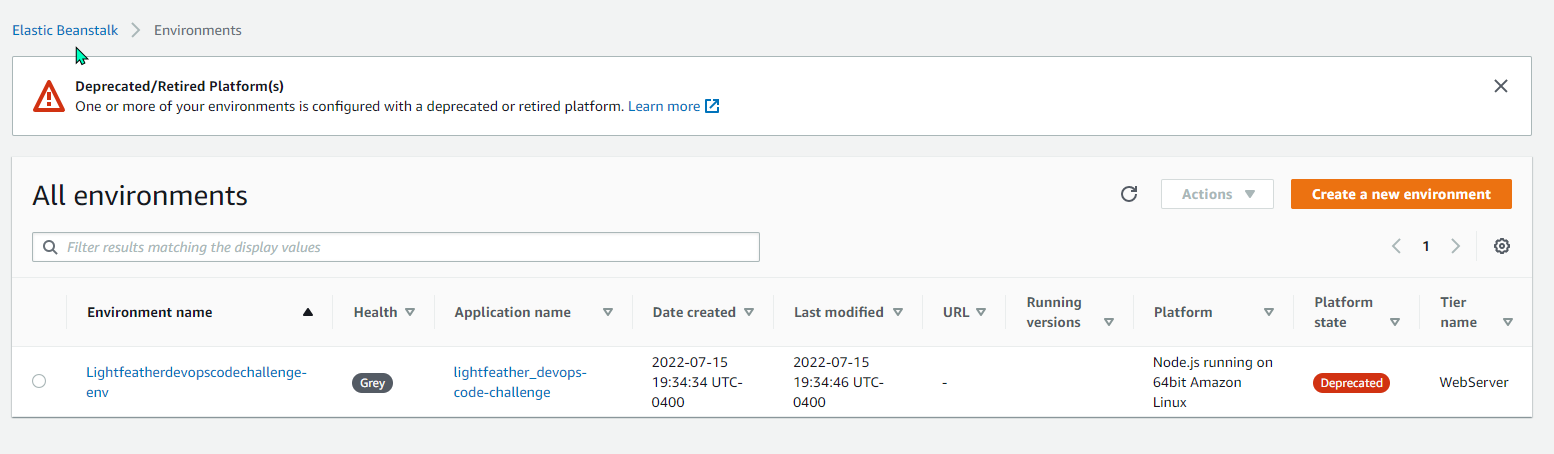 Elastic Beanstalk > Environments
Deprecated/Retired Platform(s)
One or more of your environments is configured with a deprecated or retired platform. Learn more
All environments
Actions
Create a new environment
Filter results matching the display values
1
Environment name
Health
Application name
Date created
Last modified
URL
Running
versions
Platform
Platform
state
Tier
name
Lightfeatherdevopscodechallenge-
env
Grey
lightfeather_devops-
code-challenge
2022-07-15
19:34:34 UTC-
0400
2022-07-15
19:34:46 UTC-
0400
-
Node.js running on
64bit Amazon
Linux
Deprecated
WebServer